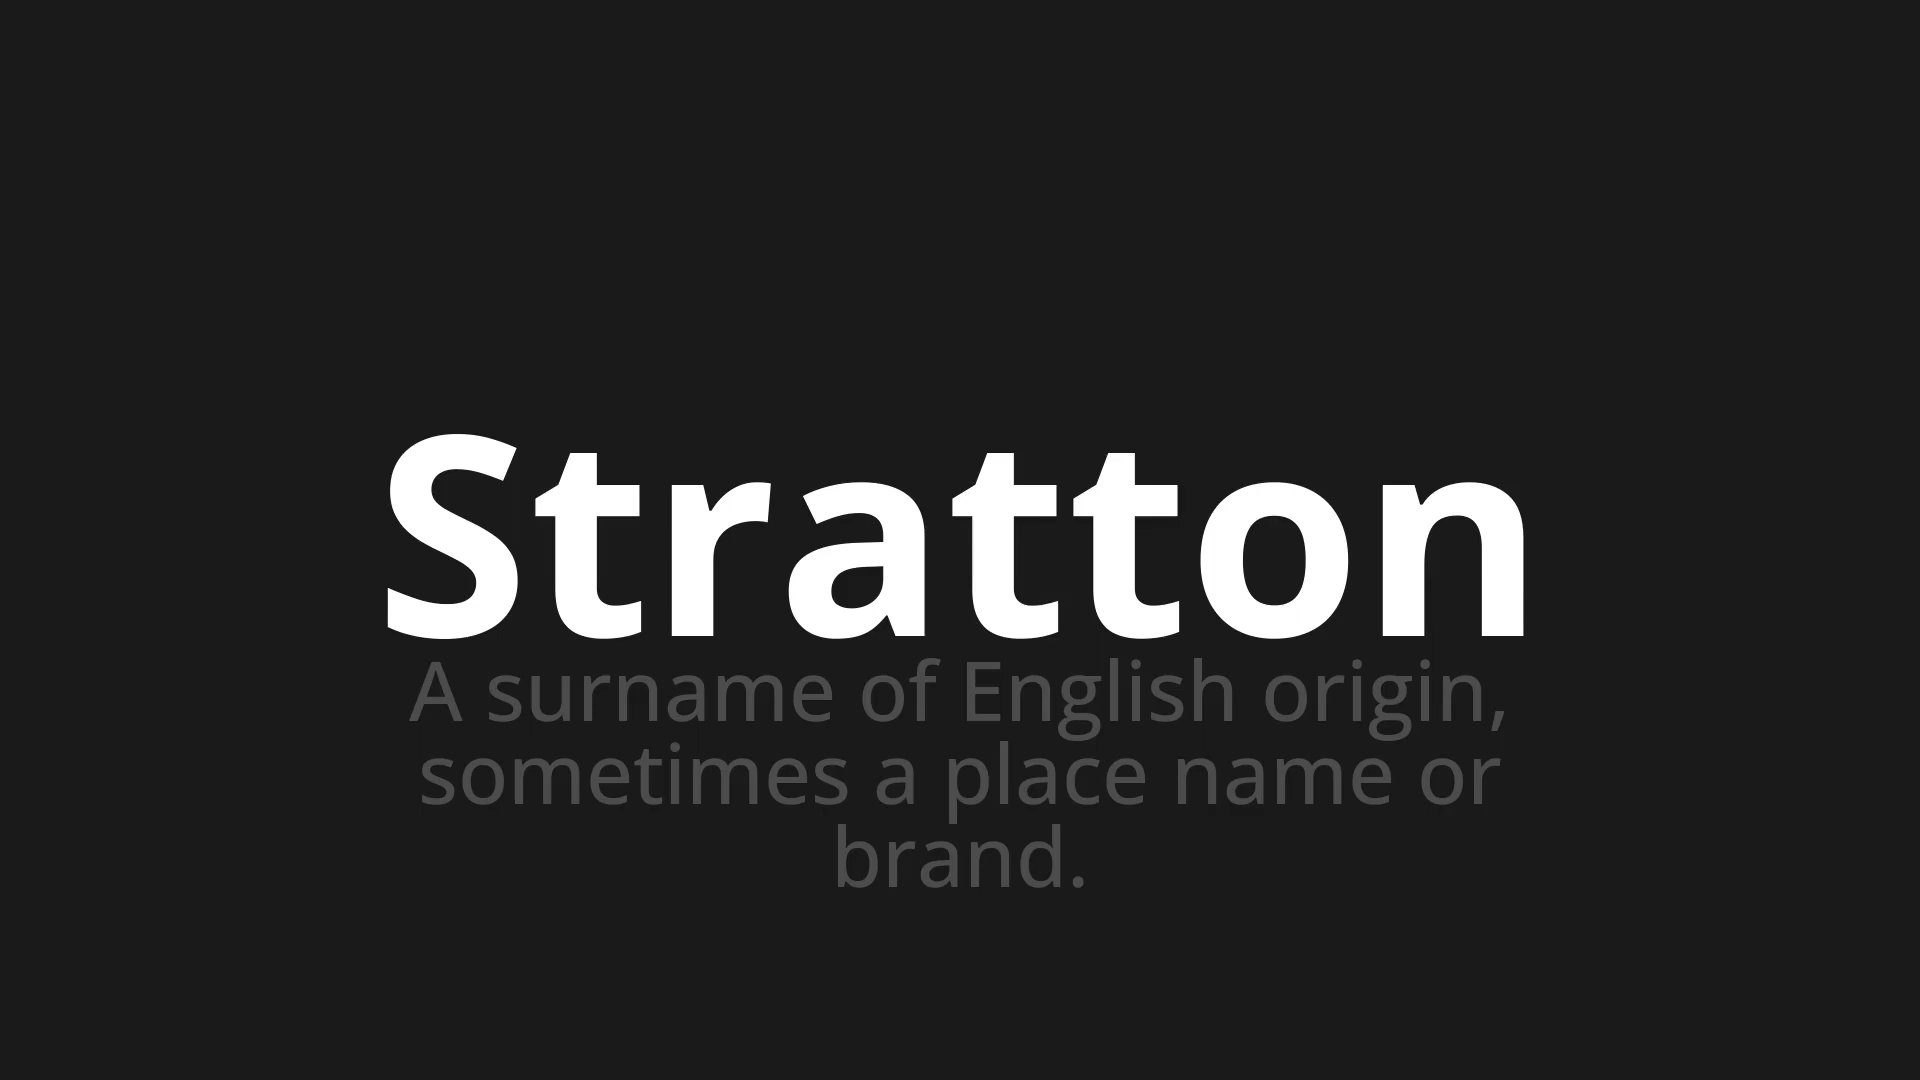 Stratton
A surname of English origin,
sometimes a place name or
brand.